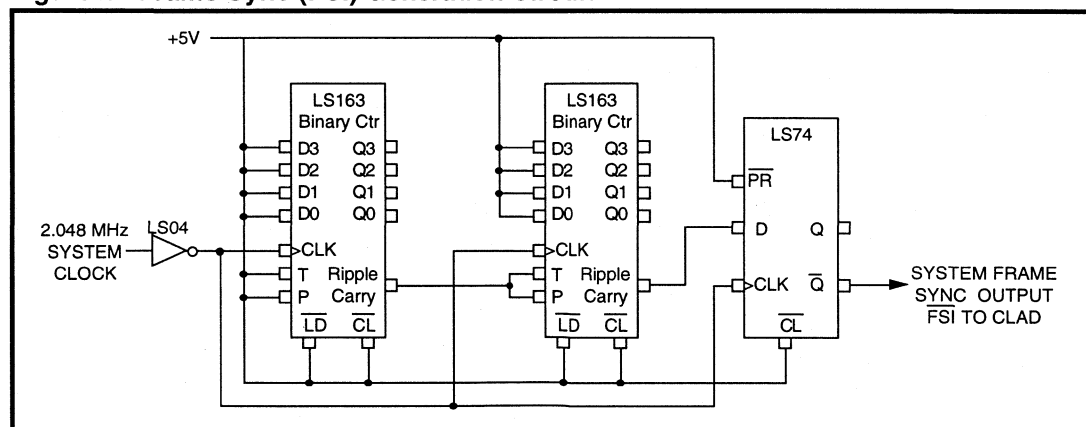 +5V
LS163
Binary Ctr
D3 Q3
D2 Q2
D1 Q1
D0 Q0
CLK
T Ripple
P Carry
LD CL
LS163
Binary Ctr
D3 Q3
D2 Q2
D1 Q1
D0 Q0
CLK
T Ripple
P Carry
LD CL
LS74
PR
D Q
CLK Q
CL
2.048 MHz
SYSTEM
CLOCK
LS04
SYSTEM FRAME
SYNC OUTPUT
FSI TO CLAD